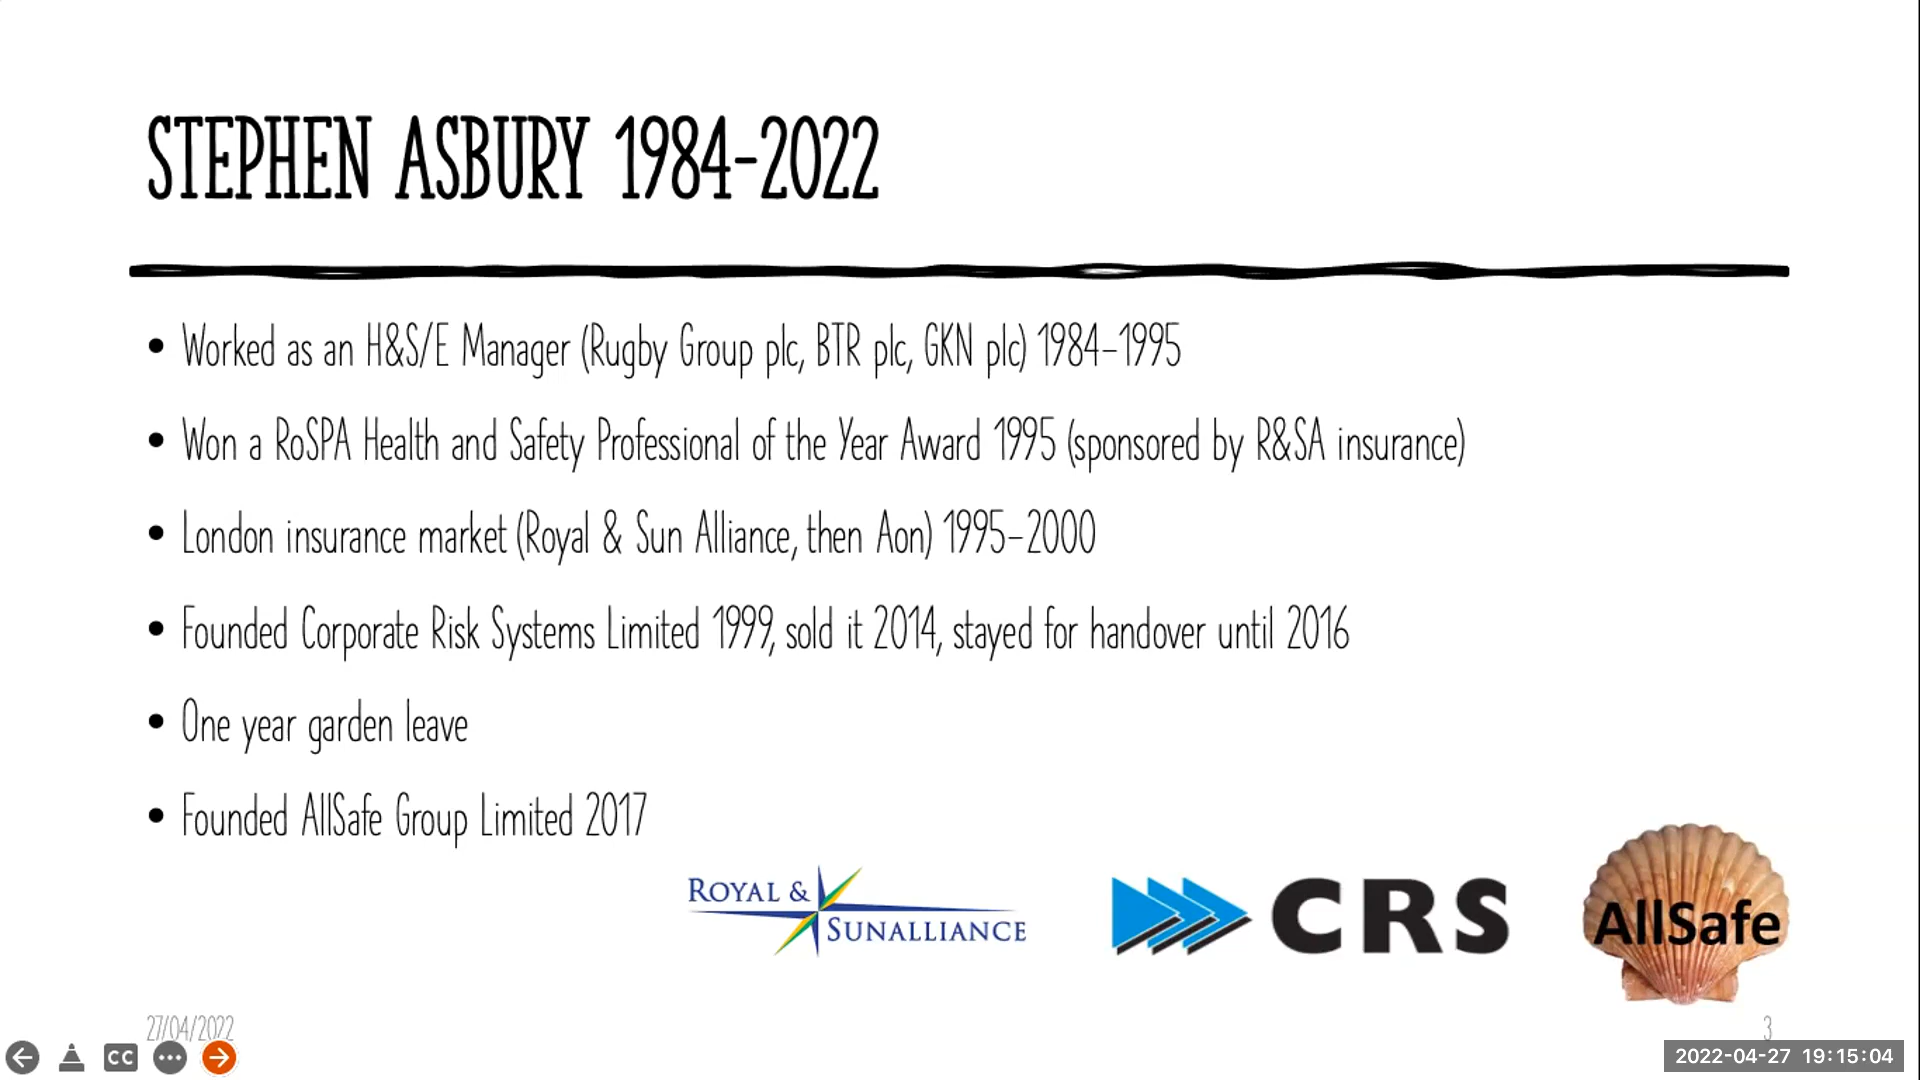 STEPHEN ASBURY 1984-2022
• Worked as an H&S/E Manager (Rugby Group plc, BTR plc, GKN plc) 1984-1995
• Won a RoSPA Health and Safety Professional of the Year Award 1995 (sponsored by R&SA insurance)
• London insurance market (Royal & Sun Alliance, then Aon) 1995-2000
• Founded Corporate Risk Systems Limited 1999, sold it 2014, stayed for handover until 2016
• One year garden leave
• Founded AllSafe Group Limited 2017
ROYAL &
SUNALLIANCE
CRS
AllSafe
27/04/2022
3
CC
2022-04-27 19:15:04